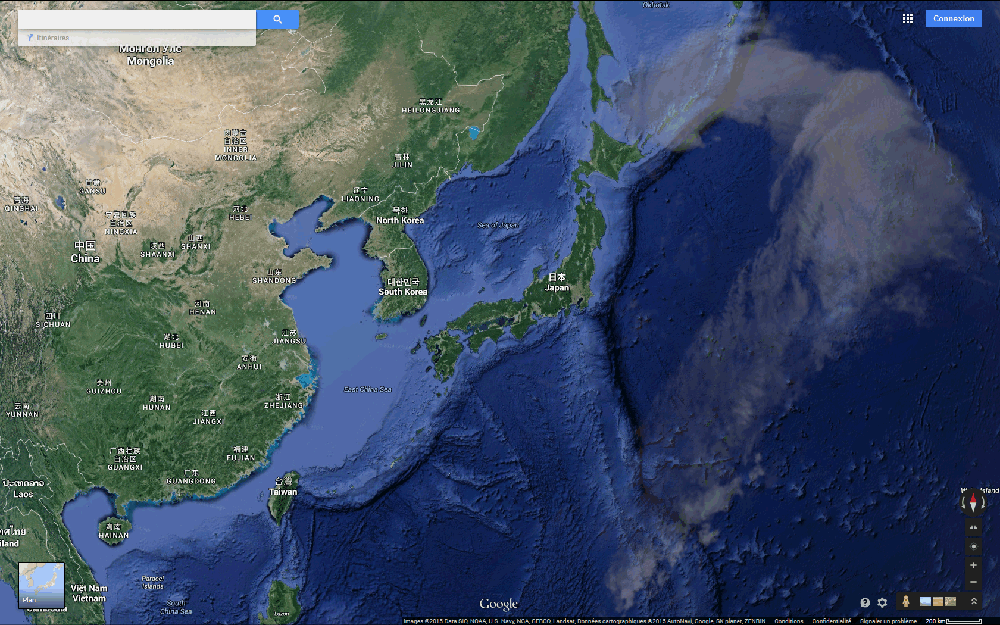 Okhotsk
Connexion
Itinéraires
Монгол Улс
Mongolia
黑龙江
HEILONGJIANG
内蒙古
自治区
INNER
MONGOLIA
吉林
JILIN
甘肃
GANSU
辽宁
LIAONING
青海
QINGHAI
河北
HEBEI
宁夏回族
自治区
NINGXIA
북한
North Korea
Sea of Japan
山西
SHANXI
陕西
SHAANXI
中国
China
山东
SHANDONG
日本
Japan
대한민국
South Korea
河南
HENAN
四川
SICHUAN
江苏
JIANGSU
湖北
HUBEI
安徽
ANHUI
贵州
GUIZHOU
East China Sea
湖南
HUNAN
浙江
ZHEJIANG
云南
YUNNAN
江西
JIANGXI
广西壮族
自治区
GUANGXI
福建
FUJIAN
广东
GUANGDONG
台灣
Taiwan
ປະເທດລາວ
Laos
Island
海南
HAINAN
Paracel
Islands
Việt Nam
Vietnam
Plan
Cambodia
South
China Sea
Luzon
Google
Images ©2015 Data SIO, NOAA, U.S. Navy, NGA, GEBCO, Landsat, Données cartographiques ©2015 AutoNavi, Google, SK planet, ZENRIN Conditions Confidentialité Signaler un problème 200 km